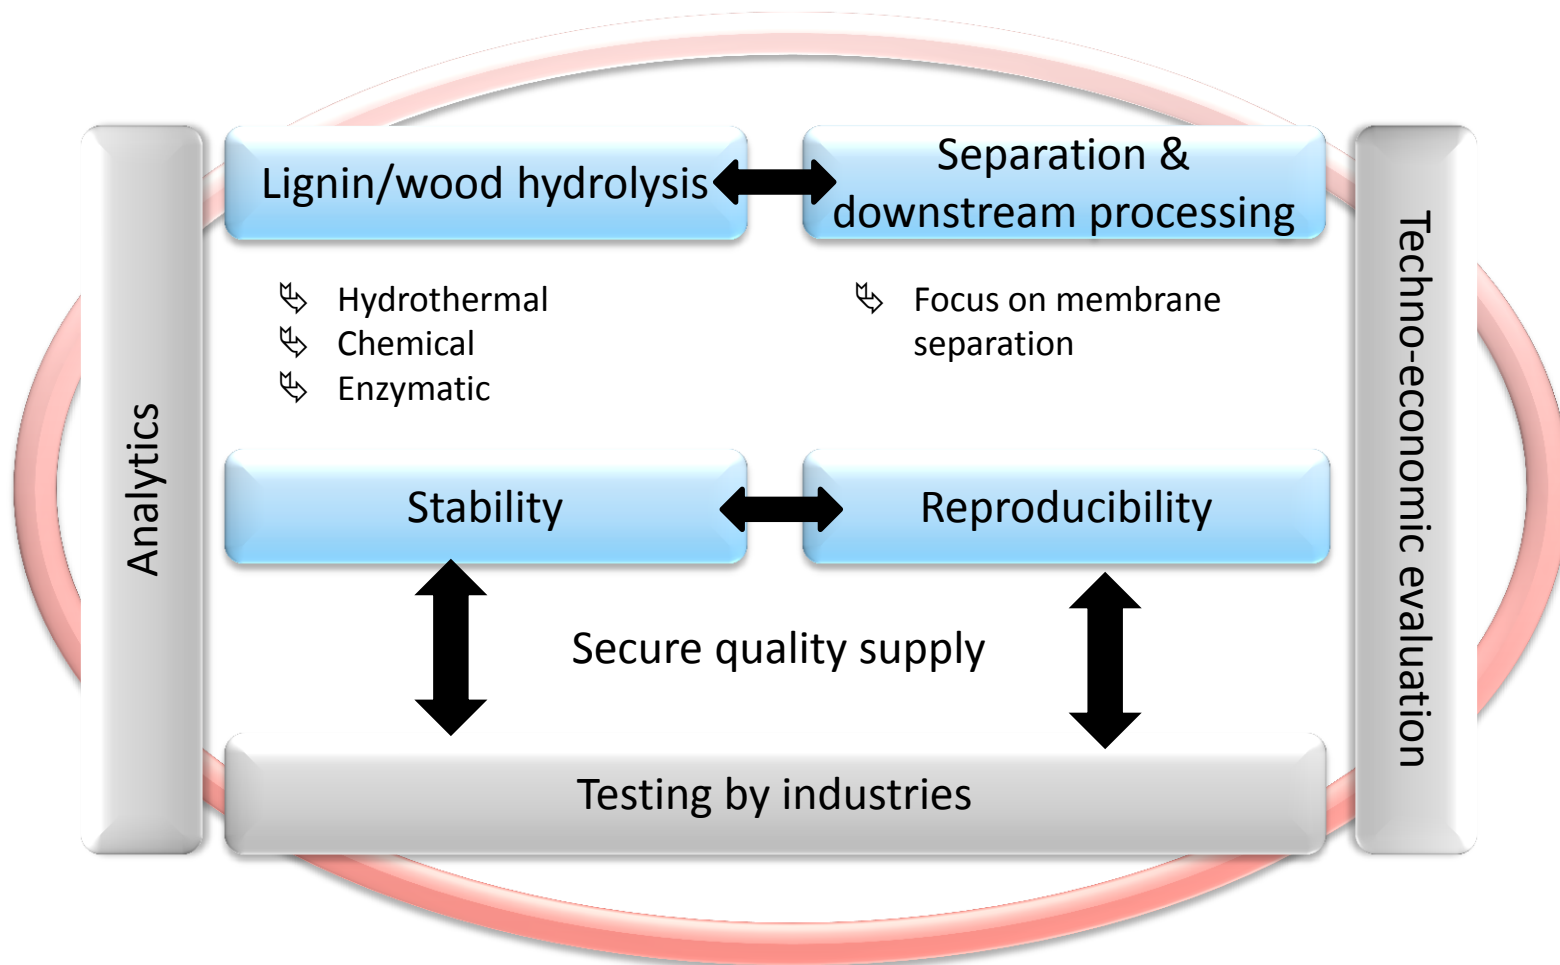 Analytics
Lignin/wood hydrolysis
Separation &
downstream processing
Hydrothermal
Chemical
Enzymatic
Focus on membrane
separation
Stability
Reproducibility
Secure quality supply
Testing by industries
Techno-economic evaluation